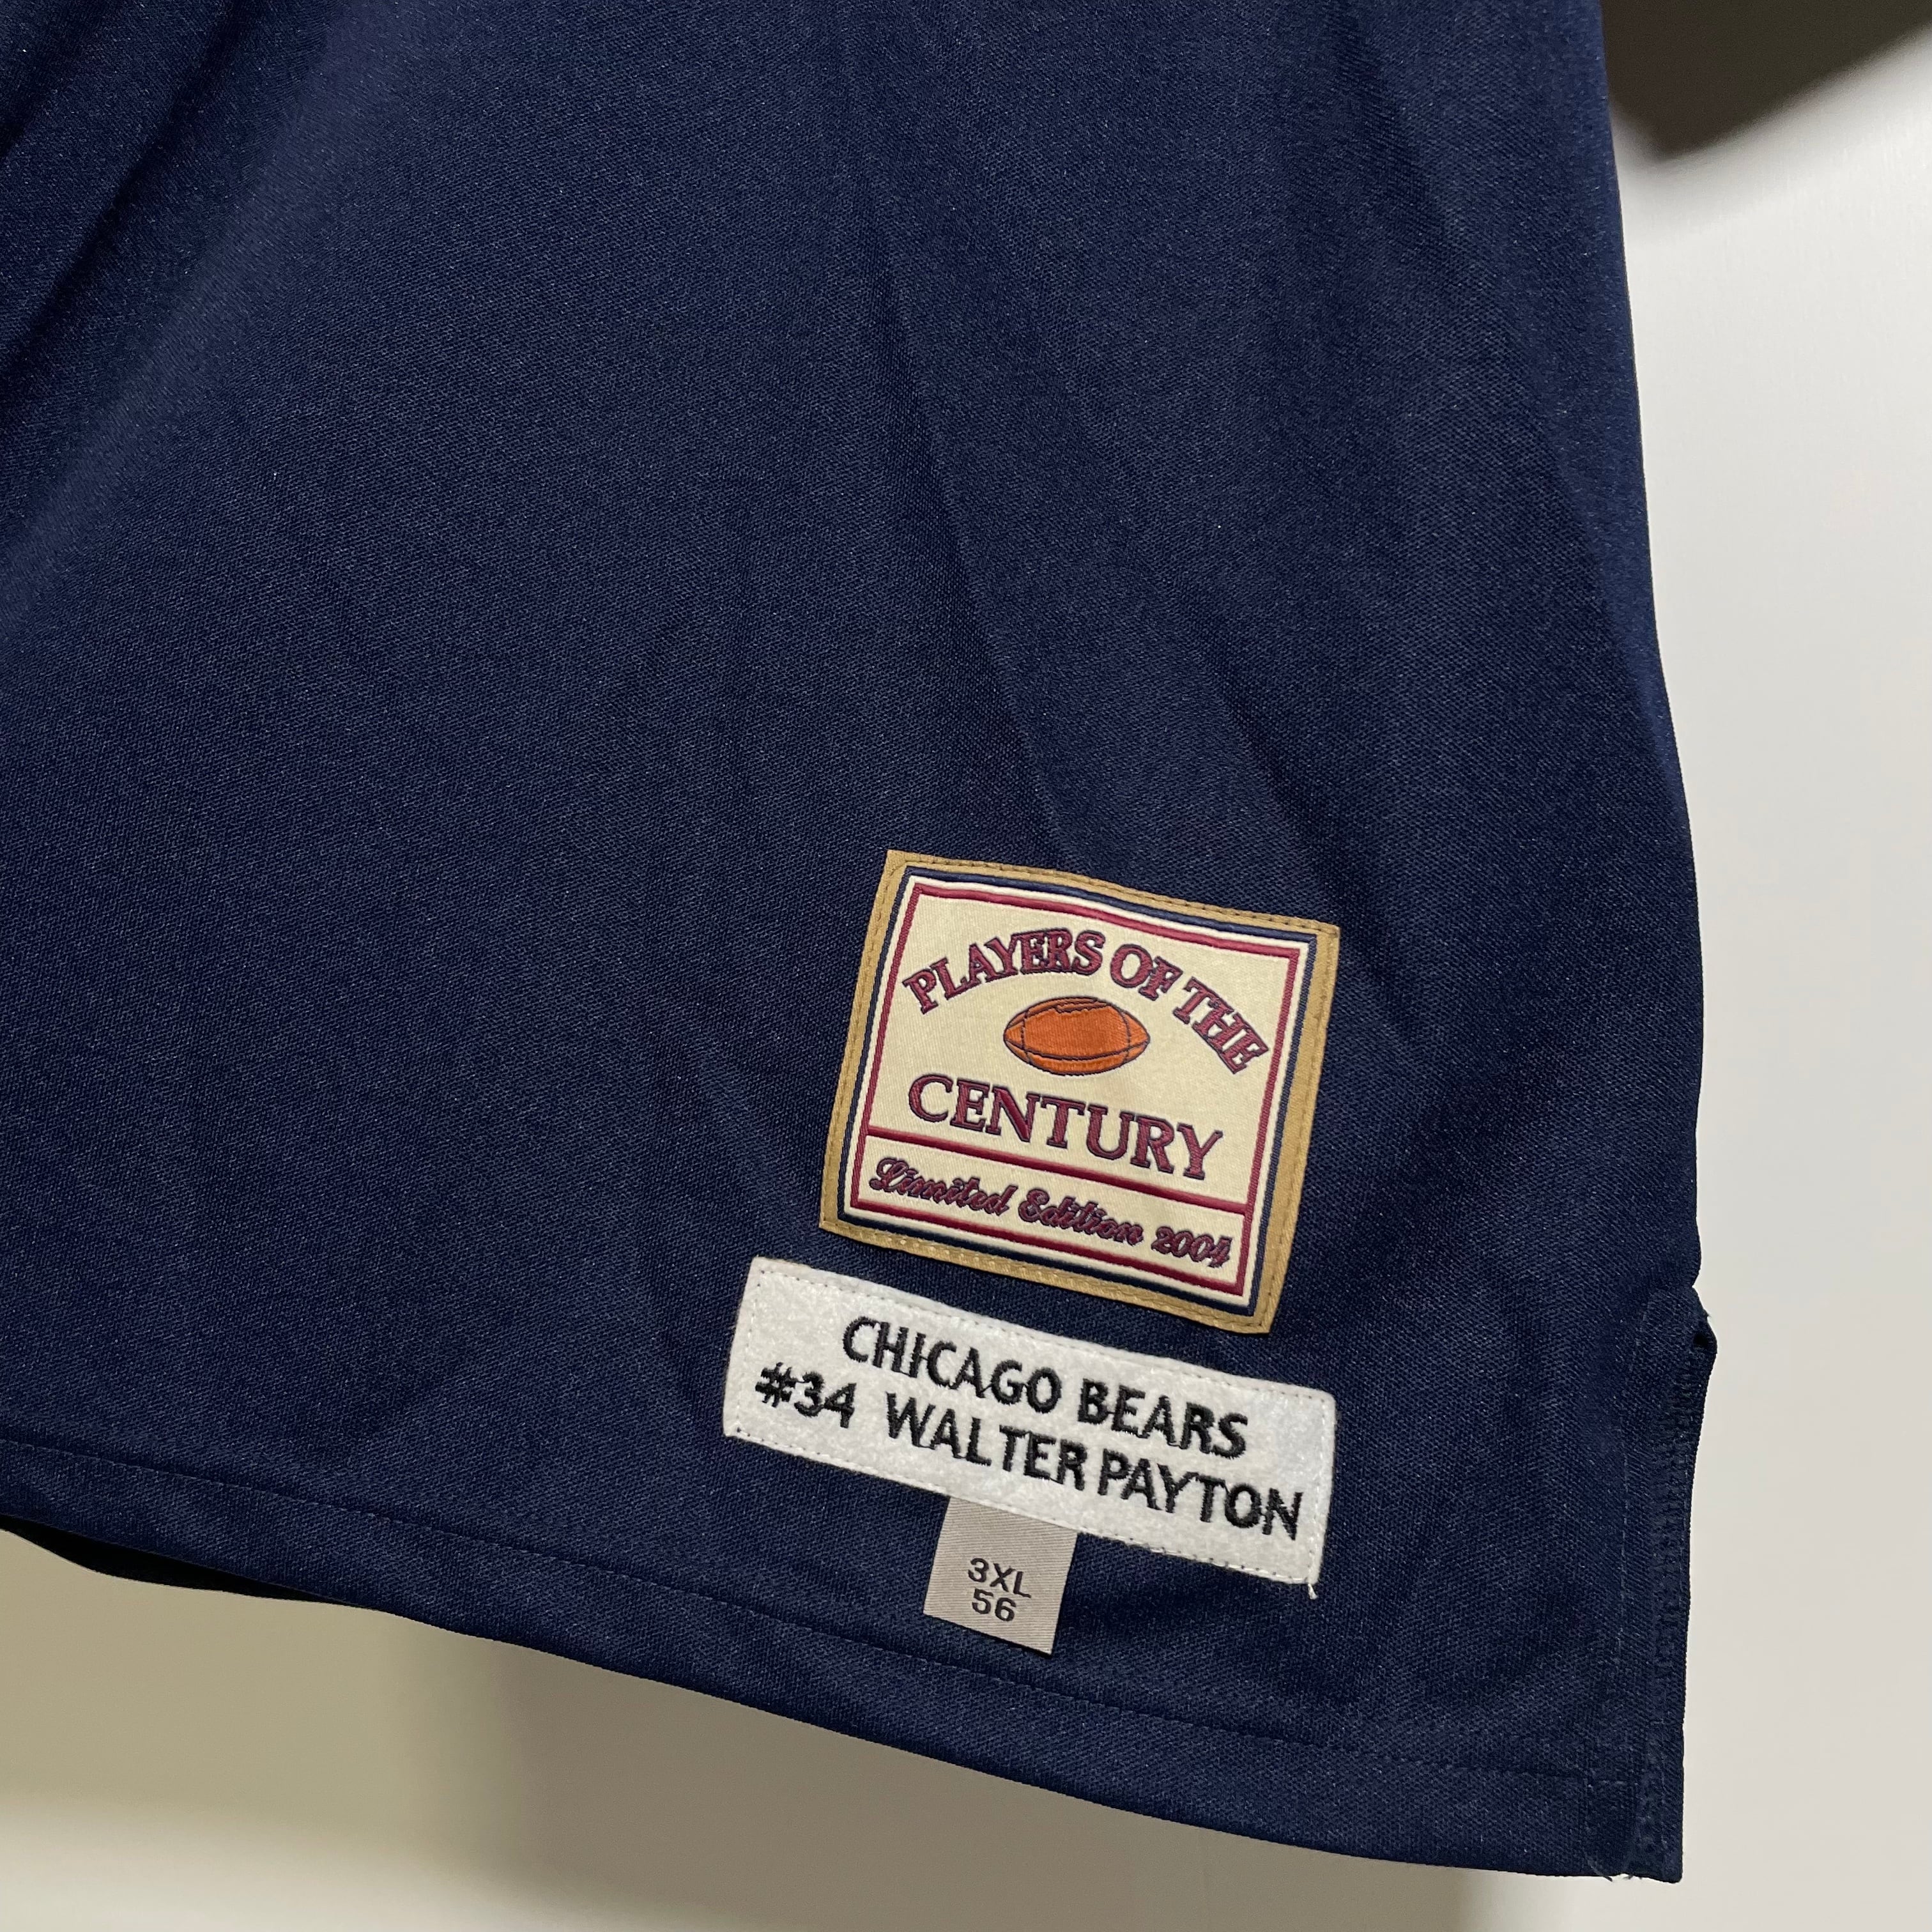 PLAYERS OF THE
CENTURY
Limited Edition 2004
CHICAGO BEARS
#34 WALTER PAYTON
3XL
56